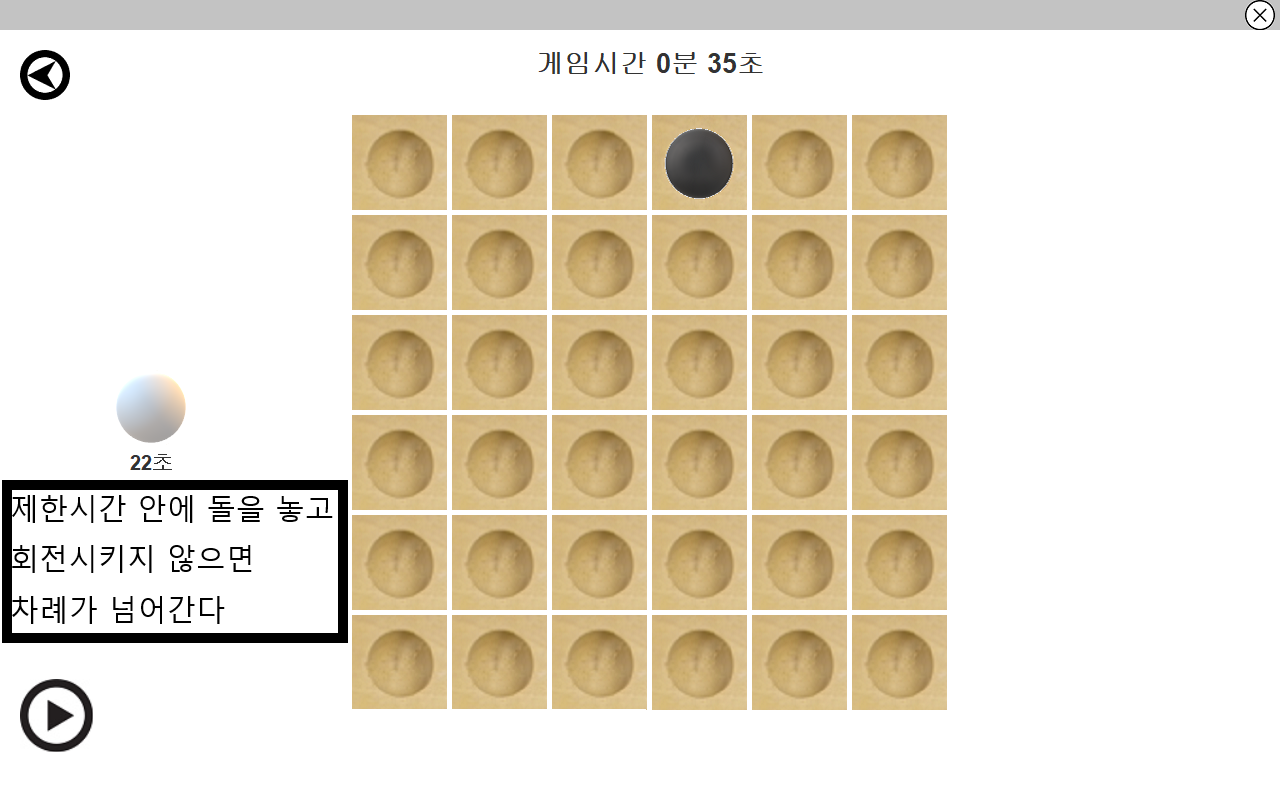 게임시간 0분 35초
22초
제한시간 안에 돌을 놓고
회전시키지 않으면
차례가 넘어간다